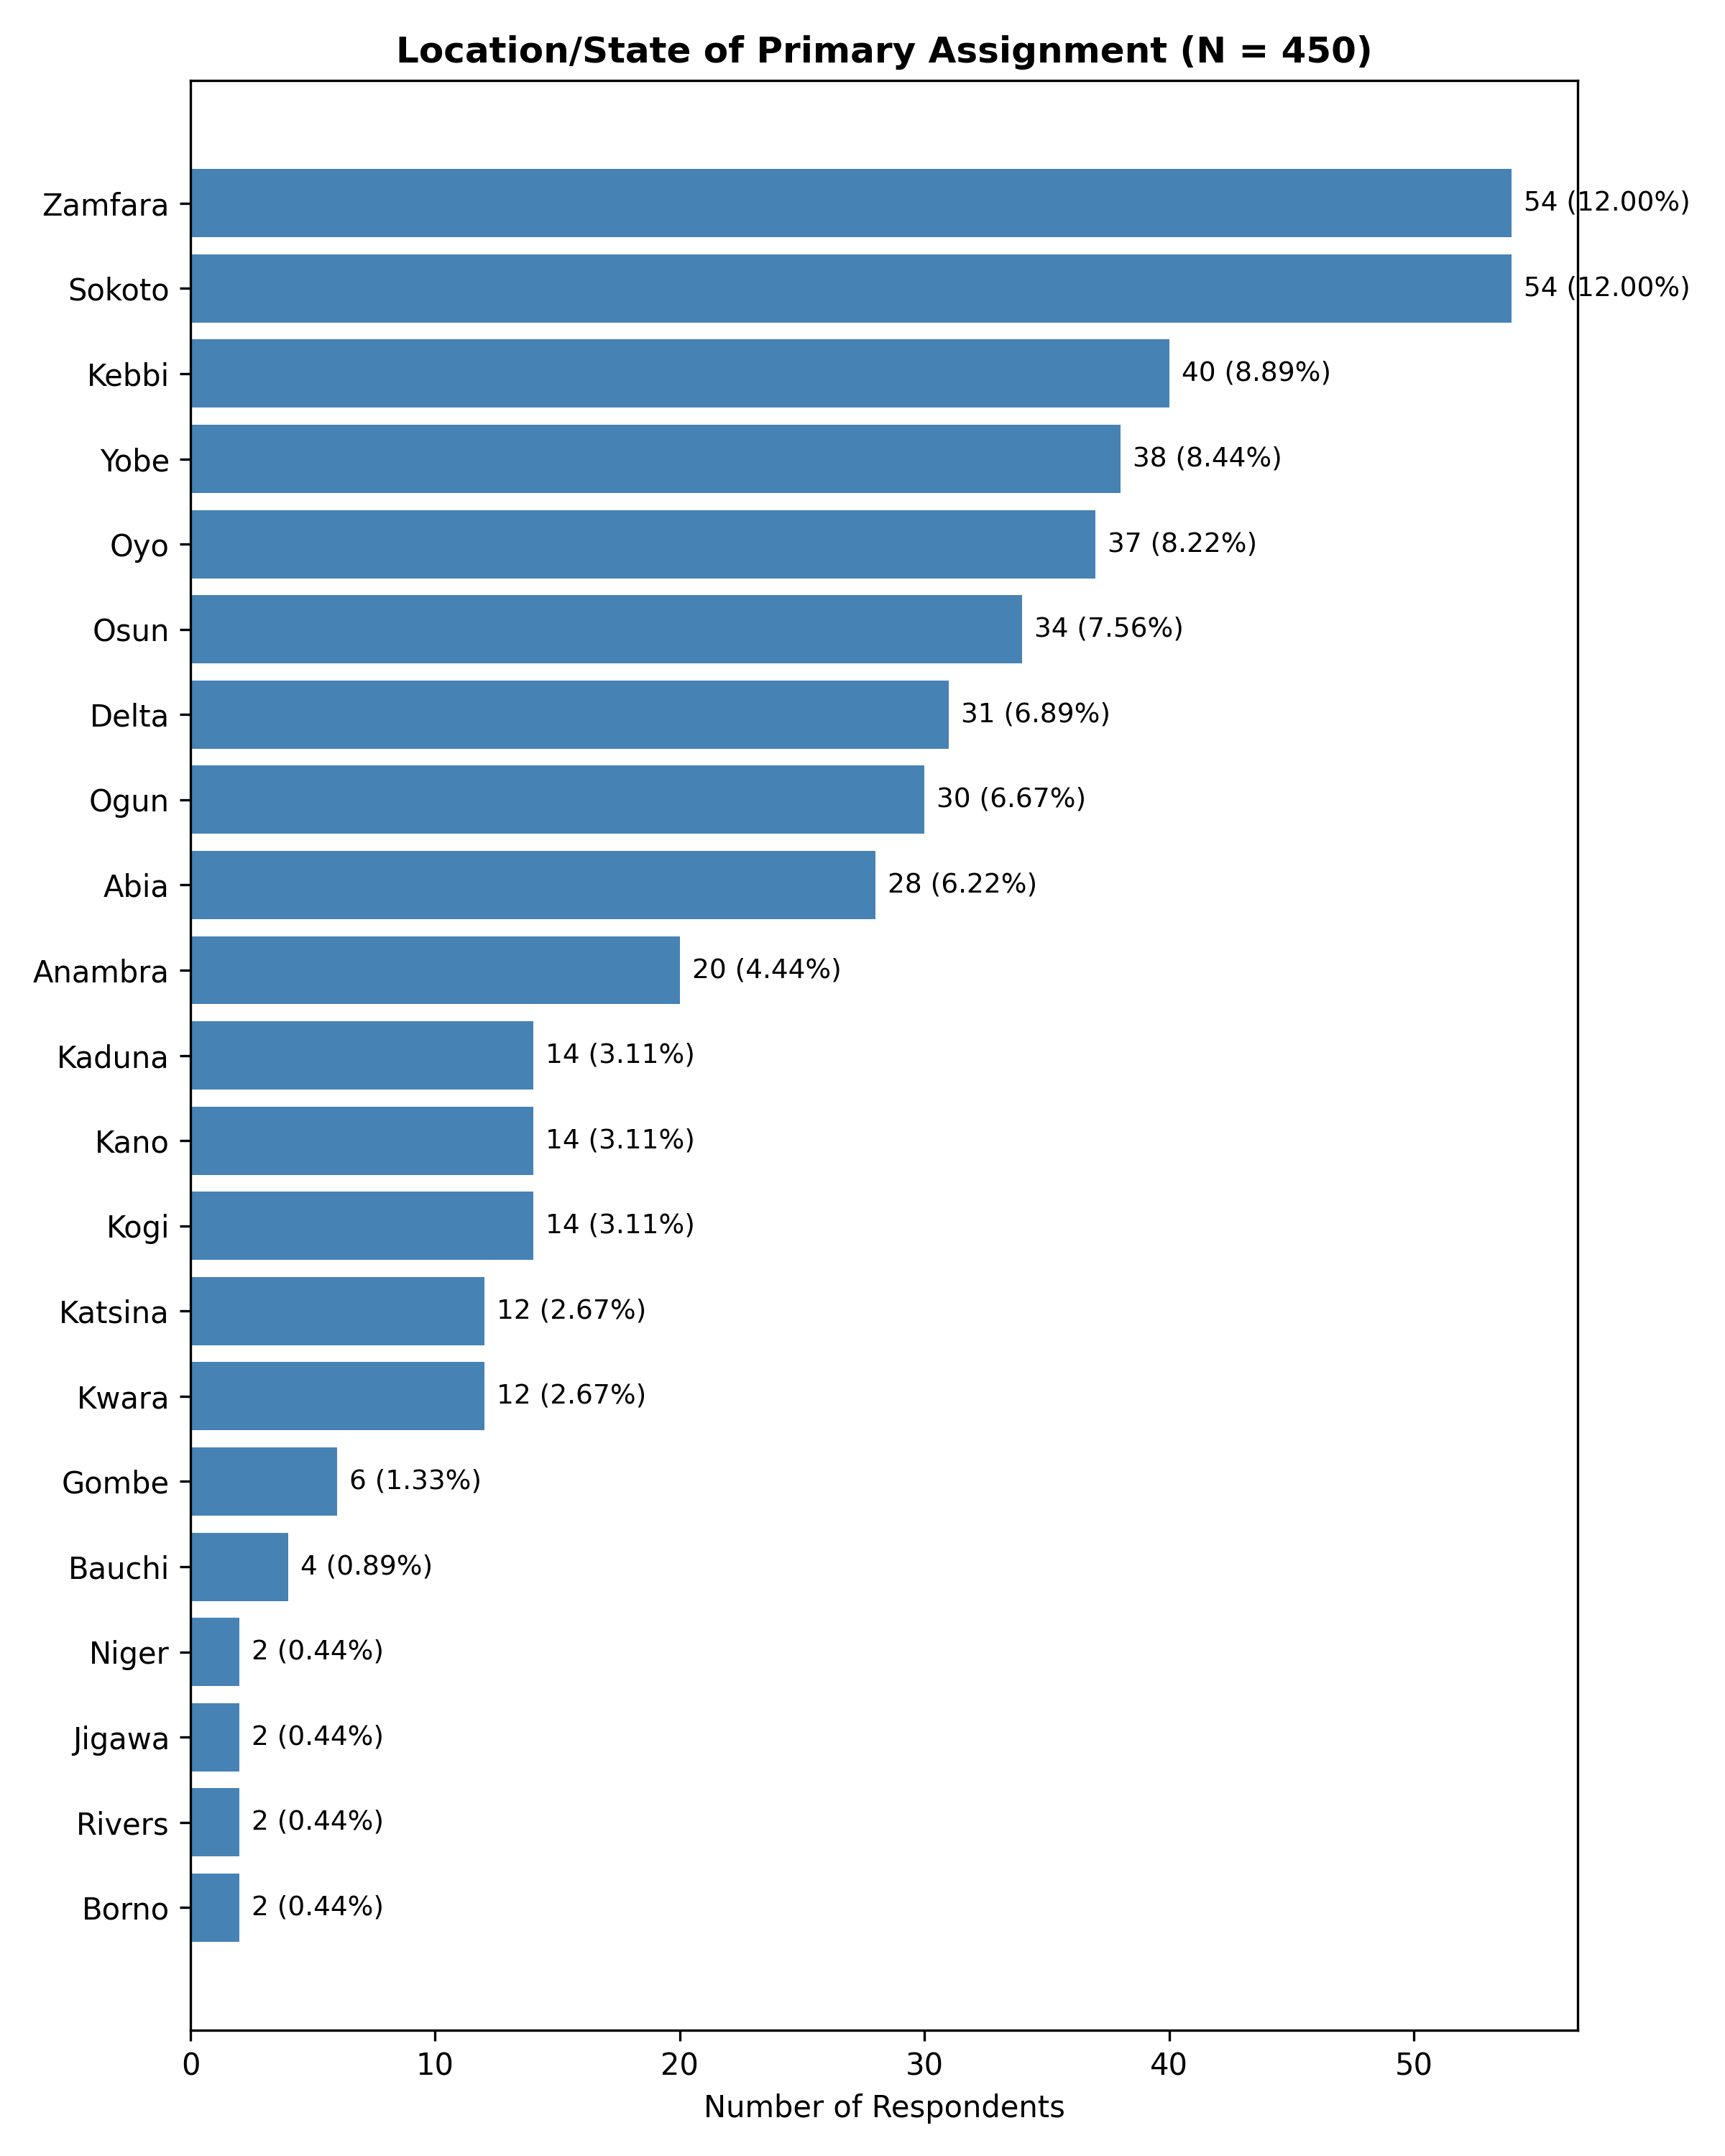 Location/State of Primary Assignment (N = 450)
Zamfara 54 (12.00%)
Sokoto 54 (12.00%)
Kebbi 40 (8.89%)
Yobe 38 (8.44%)
Oyo 37 (8.22%)
Osun 34 (7.56%)
Delta 31 (6.89%)
Ogun 30 (6.67%)
Abia 28 (6.22%)
Anambra 20 (4.44%)
Kaduna 14 (3.11%)
Kano 14 (3.11%)
Kogi 14 (3.11%)
Katsina 12 (2.67%)
Kwara 12 (2.67%)
Gombe 6 (1.33%)
Bauchi 4 (0.89%)
Niger 2 (0.44%)
Jigawa 2 (0.44%)
Rivers 2 (0.44%)
Borno 2 (0.44%)
0 10 20 30 40 50
Number of Respondents